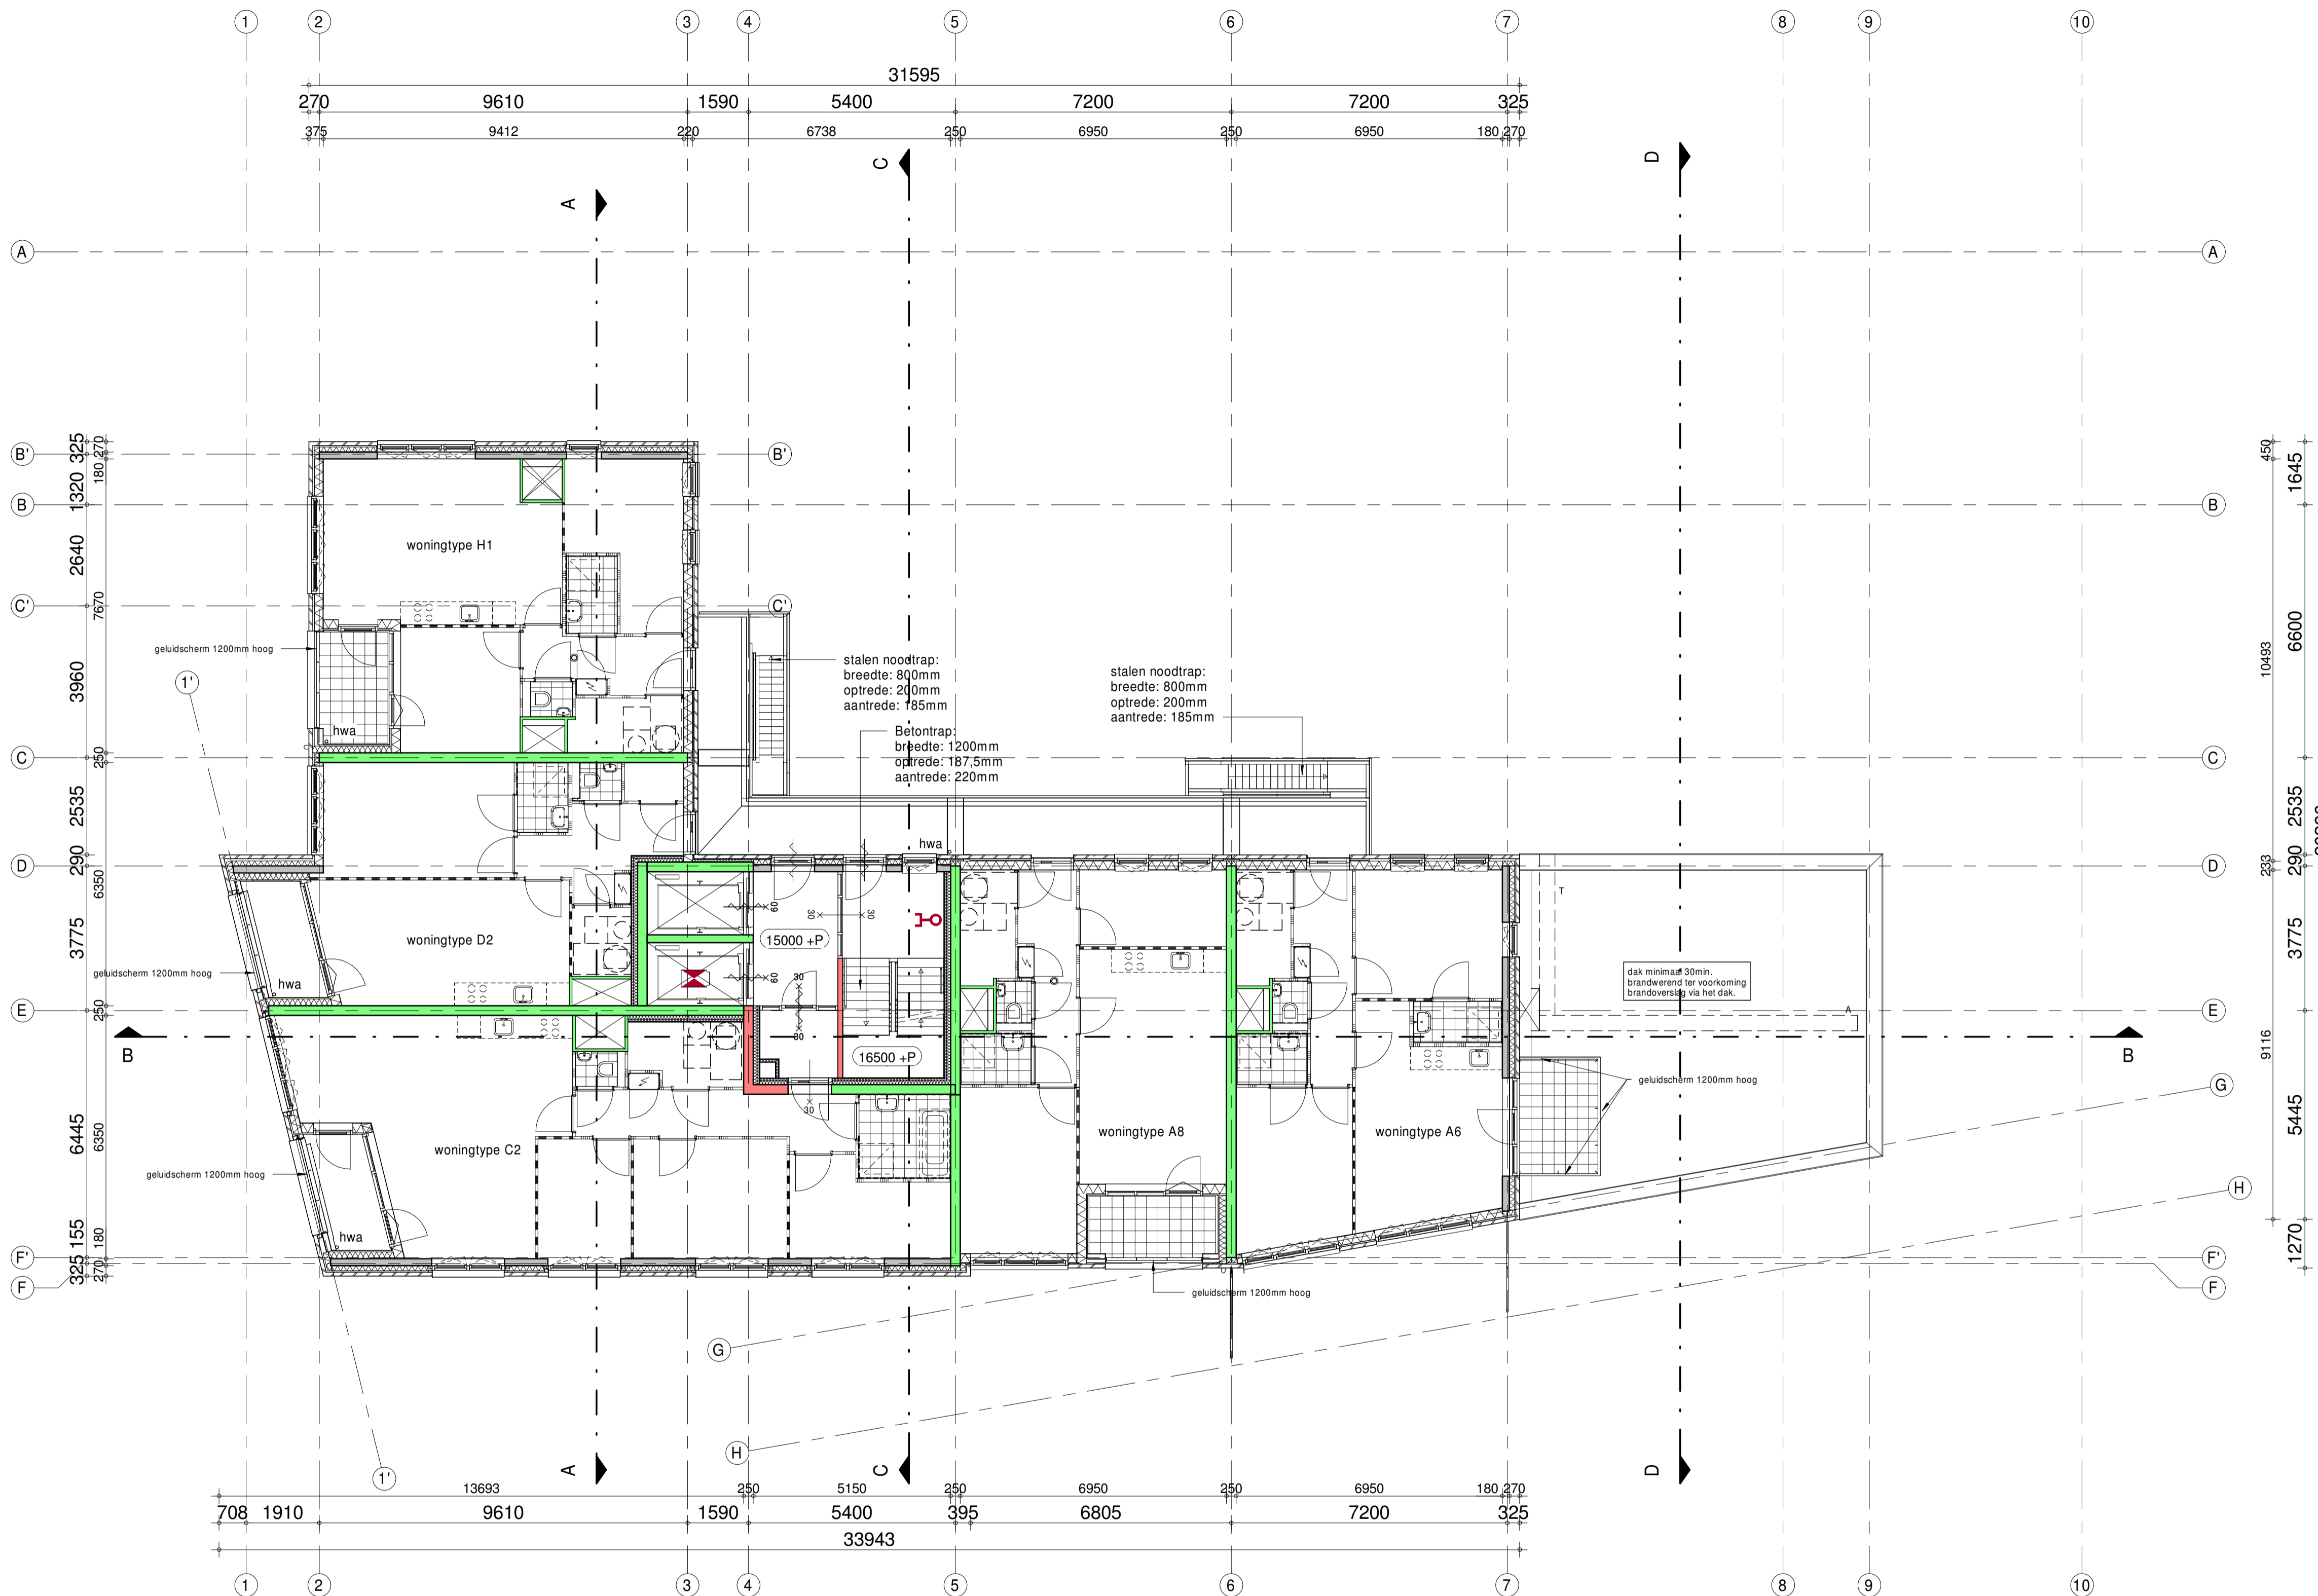 1 2 3 4 5 6 7 8 9 10
31595
270 9610 1590 5400 7200 7200 325
375 9412 220 6738 250 6950 250 6950 180 270
C D
A
A A
B' B'
B B
C' C'
C C
D D
E E
F' F'
F F
G G
H H
1' 1'
325 1320 2640 3960 2535 290 3775 6445 155 325
270 180 7670 250 6350 250 6350 180 270
450 10493 233 9116
1645 6600 2535 290 3775 5445 1270
woningtype H1
geluidscherm 1200mm hoog
hwa
stalen noodtrap:
breedte: 800mm
optrede: 200mm
aantrede: 185mm
stalen noodtrap:
breedte: 800mm
optrede: 200mm
aantrede: 185mm
Betontrap:
breedte: 1200mm
optrede: 187,5mm
aantrede: 220mm
hwa
woningtype D2
geluidscherm 1200mm hoog
hwa
60
60
30 30
15000 +P
30
30
16500 +P
30
T
A
dak minimaal 30min.
brandwerend ter voorkoming
brandoverslag via het dak.
B B
geluidscherm 1200mm hoog
woningtype A8
woningtype A6
woningtype C2
geluidscherm 1200mm hoog
hwa
geluidscherm 1200mm hoog
A C D
13693 250 5150 250 6950 250 6950 180 270
708 1910 9610 1590 5400 395 6805 7200 325
33943
1 2 3 4 5 6 7 8 9 10